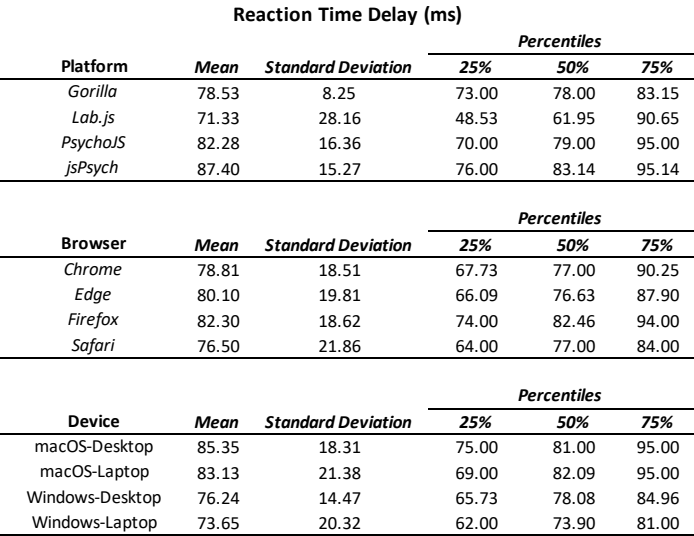 Reaction Time Delay (ms)
Percentiles
Platform Mean Standard Deviation 25% 50% 75%
Gorilla 78.53 8.25 73.00 78.00 83.15
Lab.js 71.33 28.16 48.53 61.95 90.65
PsychoJS 82.28 16.36 70.00 79.00 95.00
jsPsych 87.40 15.27 76.00 83.14 95.14
Percentiles
Browser Mean Standard Deviation 25% 50% 75%
Chrome 78.81 18.51 67.73 77.00 90.25
Edge 80.10 19.81 66.09 76.63 87.90
Firefox 82.30 18.62 74.00 82.46 94.00
Safari 76.50 21.86 64.00 77.00 84.00
Percentiles
Device Mean Standard Deviation 25% 50% 75%
macOS-Desktop 85.35 18.31 75.00 81.00 95.00
macOS-Laptop 83.13 21.38 69.00 82.09 95.00
Windows-Desktop 76.24 14.47 65.73 78.08 84.96
Windows-Laptop 73.65 20.32 62.00 73.90 81.00